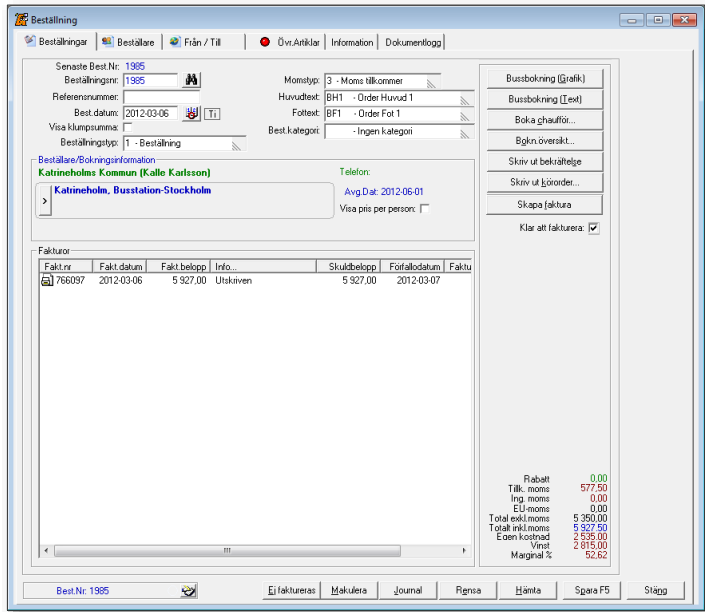 Beställning
Beställningar Beställare Från / Till Övr.Artiklar Information Dokumentlogg
Senaste Best.Nr: 1985
Beställningsnr: 1985
Referensnummer:
Best.datum: 2012-03-06 Ti
Visa klumpsumma:
Beställningstyp: 1 - Beställning
Momstyp: 3 - Moms tillkommer
Huvudtext: BH1 - Order Huvud 1
Fottext: BF1 - Order Fot 1
Best.kategori: - Ingen kategori
Beställare/Bokningsinformation
Katrineholms Kommun (Kalle Karlsson)
Telefon:
> Katrineholm, Busstation-Stockholm
Avg.Dat: 2012-06-01
Visa pris per person:
Bussbokning (Grafik)
Bussbokning (Text)
Boka chaufför...
Bokn.översikt...
Skriv ut bekräftelse
Skriv ut körorder...
Skapa faktura
Klar att fakturera:
Fakturor
Fakt.nr Fakt.datum Fakt.belopp Info... Skuldbelopp Förfallodatum Faktu
766097 2012-03-06 5 927,00 Utskriven 5 927,00 2012-03-07
Rabatt 0,00
Tillk. moms 577,50
Ing. moms 0,00
EU-moms 0,00
Total exkl.moms 5 350,00
Totalt inkl.moms 5 927,50
Egen kostnad 2 535,00
Vinst 2 815,00
Marginal % 52,62
Best.Nr: 1985 Ej faktureras Makulera Journal Rensa Hämta Spara F5 Stäng